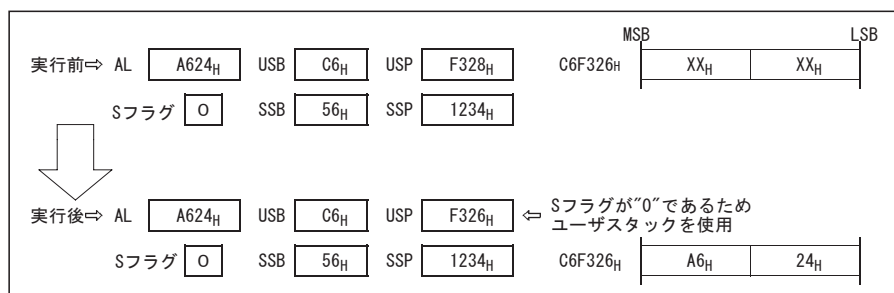 MSB LSB
実行前⇨ AL A624H USB C6H USP F328H C6F326H XXH XXH
Sフラグ 0 SSB 56H SSP 1234H
実行後⇨ AL A624H USB C6H USP F326H ⇦ Sフラグが"0"であるため
ユーザスタックを使用
Sフラグ 0 SSB 56H SSP 1234H C6F326H A6H 24H